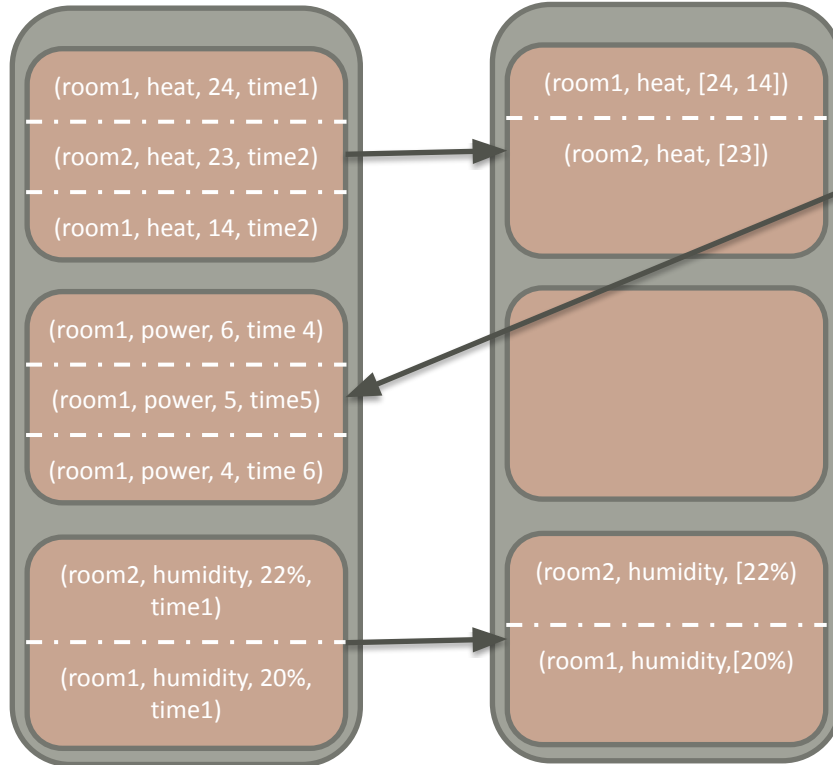 (room1, heat, 24, time1)
(room2, heat, 23, time2)
(room1, heat, 14, time2)
(room1, power, 6, time 4)
(room1, power, 5, time5)
(room1, power, 4, time 6)
(room2, humidity, 22%,
time1)
(room1, humidity, 20%,
time1)
(room1, heat, [24, 14])
(room2, heat, [23])
(room2, humidity, [22%)
(room1, humidity,[20%)